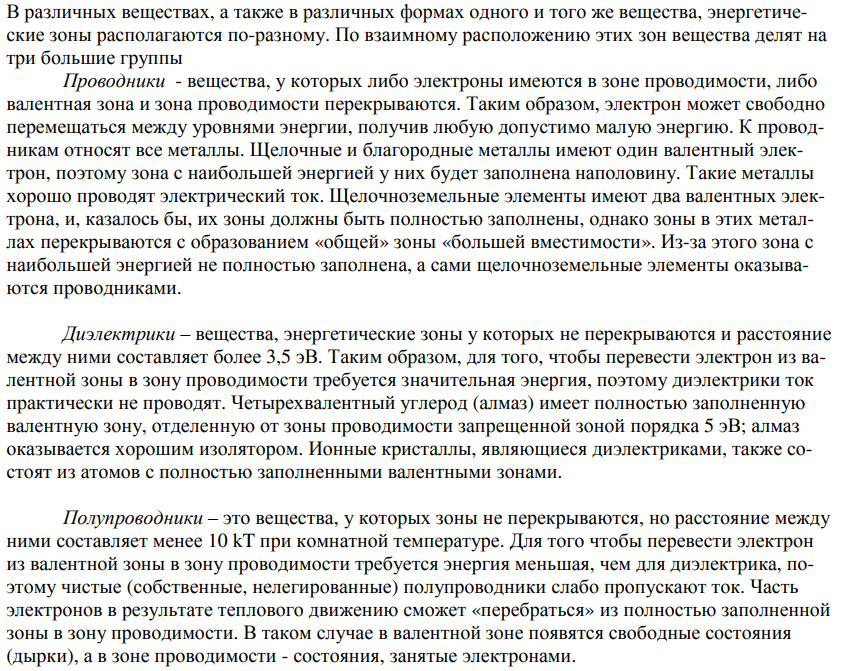 В различных веществах, а также в различных формах одного и того же вещества, энергетиче-
ские зоны располагаются по-разному. По взаимному расположению этих зон вещества делят на
три большие группы
Проводники - вещества, у которых либо электроны имеются в зоне проводимости, либо
валентная зона и зона проводимости перекрываются. Таким образом, электрон может свободно
перемещаться между уровнями энергии, получив любую допустимо малую энергию. К провод-
никам относят все металлы. Щелочные и благородные металлы имеют один валентный элек-
трон, поэтому зона с наибольшей энергией у них будет заполнена наполовину. Такие металлы
хорошо проводят электрический ток. Щелочноземельные элементы имеют два валентных элек-
трона, и, казалось бы, их зоны должны быть полностью заполнены, однако зоны в этих метал-
лах перекрываются с образованием «общей» зоны «большей вместимости». Из-за этого зона с
наибольшей энергией не полностью заполнена, а сами щелочноземельные элементы оказыва-
ются проводниками.
Диэлектрики – вещества, энергетические зоны у которых не перекрываются и расстояние
между ними составляет более 3,5 эВ. Таким образом, для того, чтобы перевести электрон из ва-
лентной зоны в зону проводимости требуется значительная энергия, поэтому диэлектрики ток
практически не проводят. Четырехвалентный углерод (алмаз) имеет полностью заполненную
валентную зону, отделенную от зоны проводимости запрещенной зоной порядка 5 эВ; алмаз
оказывается хорошим изолятором. Ионные кристаллы, являющиеся диэлектриками, также со-
стоят из атомов с полностью заполненными валентными зонами.
Полупроводники – это вещества, у которых зоны не перекрываются, но расстояние между
ними составляет менее 10 kT при комнатной температуре. Для того чтобы перевести электрон
из валентной зоны в зону проводимости требуется энергия меньшая, чем для диэлектрика, по-
этому чистые (собственные, нелегированные) полупроводники слабо пропускают ток. Часть
электронов в результате теплового движению сможет «перебраться» из полностью заполненной
зоны в зону проводимости. В таком случае в валентной зоне появятся свободные состояния
(дырки), а в зоне проводимости - состояния, занятые электронами.